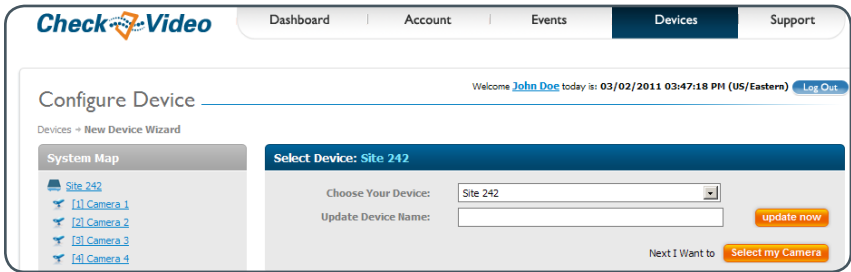 Check Video
Dashboard Account Events Devices Support
Welcome John Doe today is: 03/02/2011 03:47:18 PM (US/Eastern) Log Out
Configure Device
Devices → New Device Wizard
System Map
Site 242
[1] Camera 1
[2] Camera 2
[3] Camera 3
[4] Camera 4
Select Device: Site 242
Choose Your Device: Site 242
Update Device Name: update now
Next I Want to Select my Camera